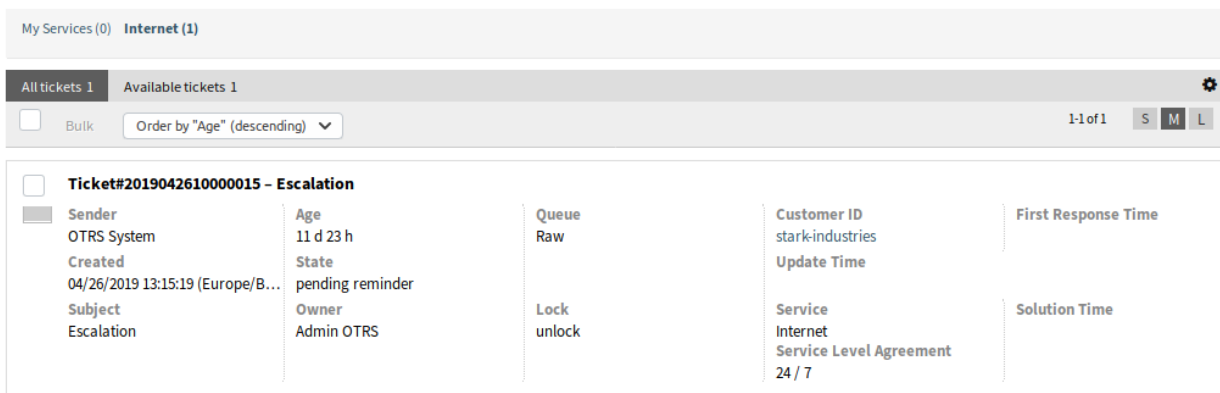 My Services (0) Internet (1)
All tickets 1 Available tickets 1
Bulk Order by "Age" (descending) 1-1 of 1 S M L
Ticket#2019042610000015 – Escalation
Sender Age Queue Customer ID First Response Time
OTRS System 11 d 23 h Raw stark-industries
Created State Update Time
04/26/2019 13:15:19 (Europe/B... pending reminder
Subject Owner Lock Service Solution Time
Escalation Admin OTRS unlock Internet
Service Level Agreement
24 / 7